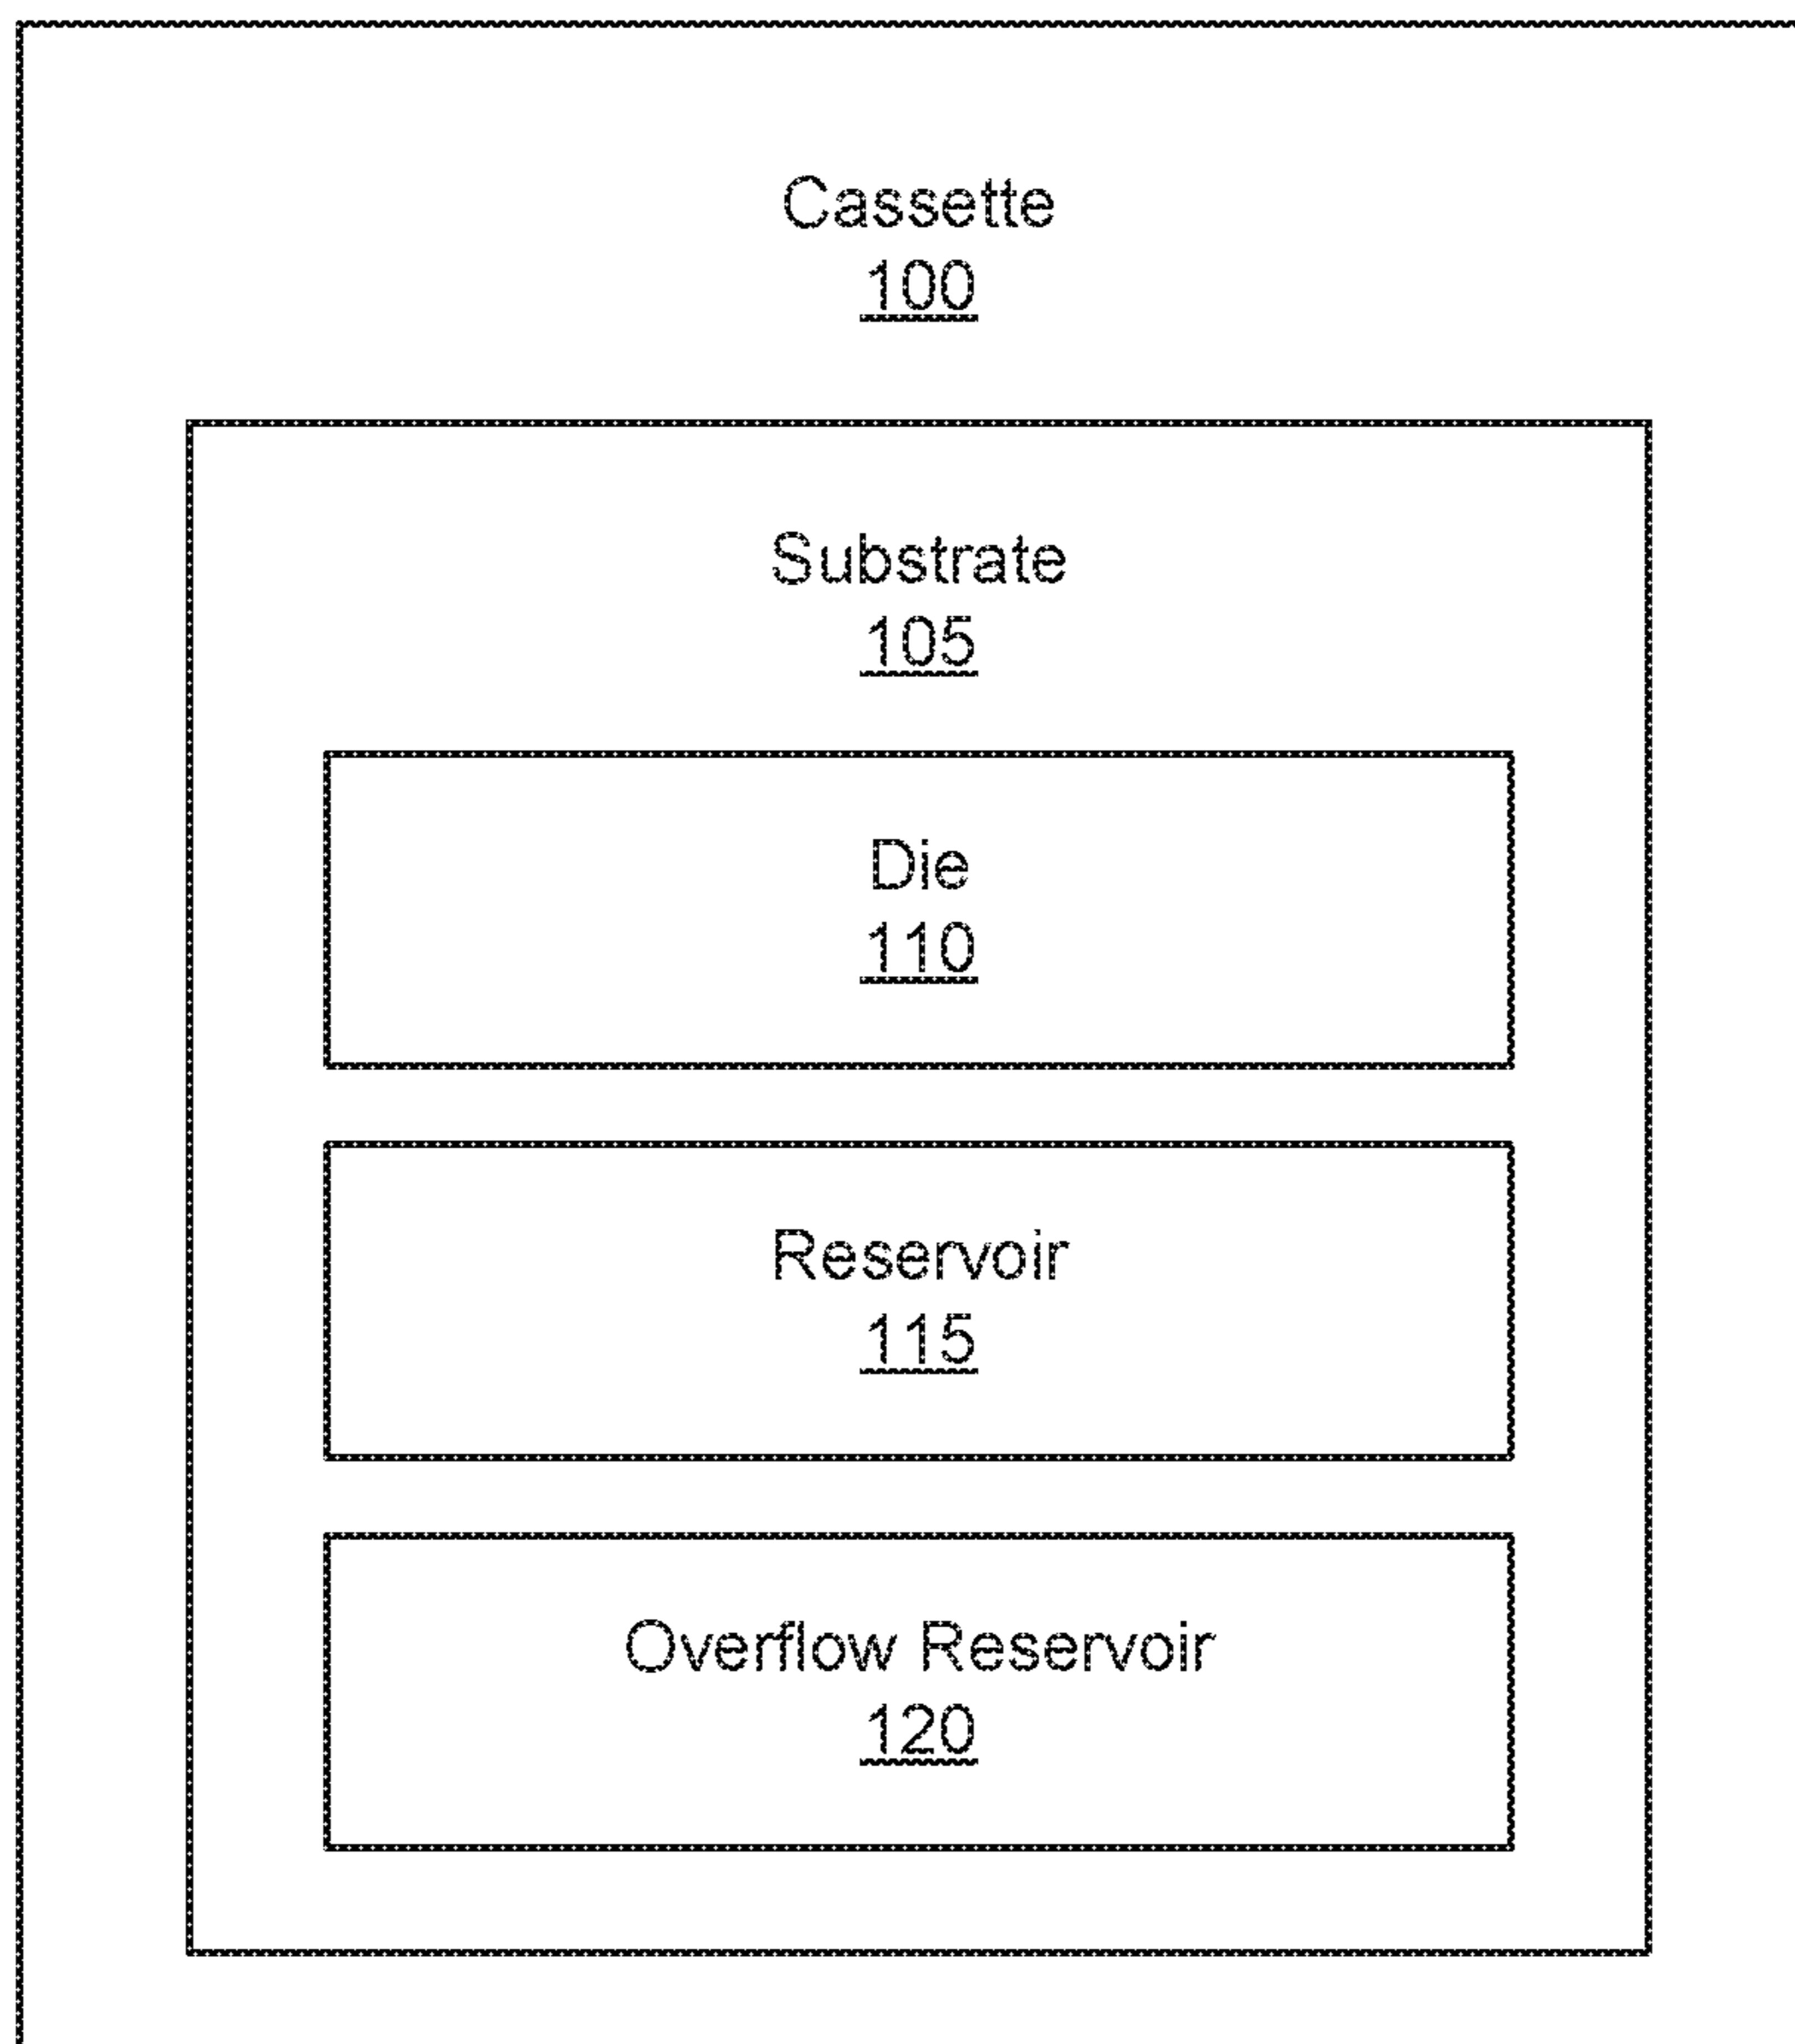 Cassette
100
Substrate
105
Die
110
Reservoir
115
Overflow Reservoir
120